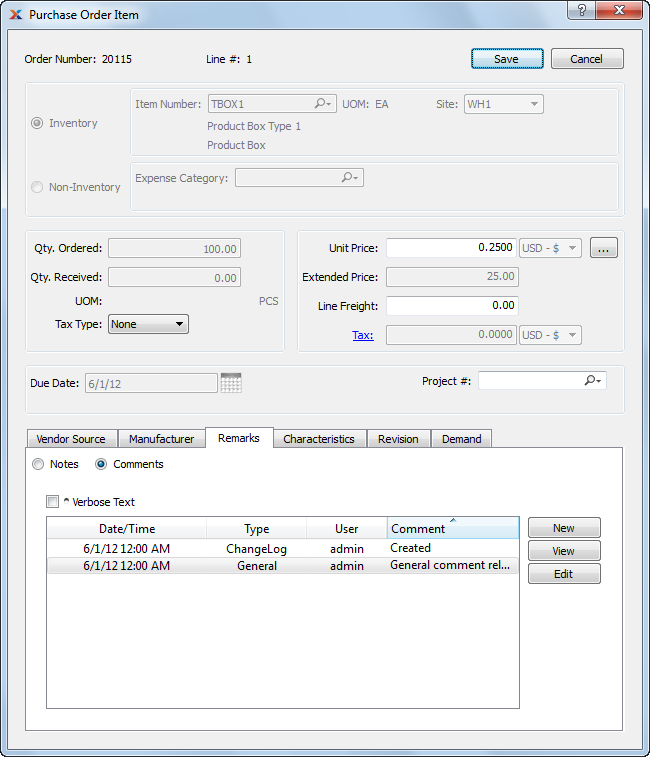 Purchase Order Item
?
Order Number: 20115 Line #: 1 Save Cancel
Inventory
Item Number: TBOX1 UOM: EA Site: WH1
Product Box Type 1
Product Box
Non-Inventory
Expense Category:
Qty. Ordered: 100.00
Qty. Received: 0.00
UOM: PCS
Tax Type: None
Unit Price: 0.2500 USD - $ ...
Extended Price: 25.00
Line Freight: 0.00
Tax: 0.0000 USD - $
Due Date: 6/1/12 Project #:
Vendor Source Manufacturer Remarks Characteristics Revision Demand
Notes Comments
^ Verbose Text
Date/Time Type User Comment
6/1/12 12:00 AM ChangeLog admin Created
6/1/12 12:00 AM General admin General comment rel...
New
View
Edit